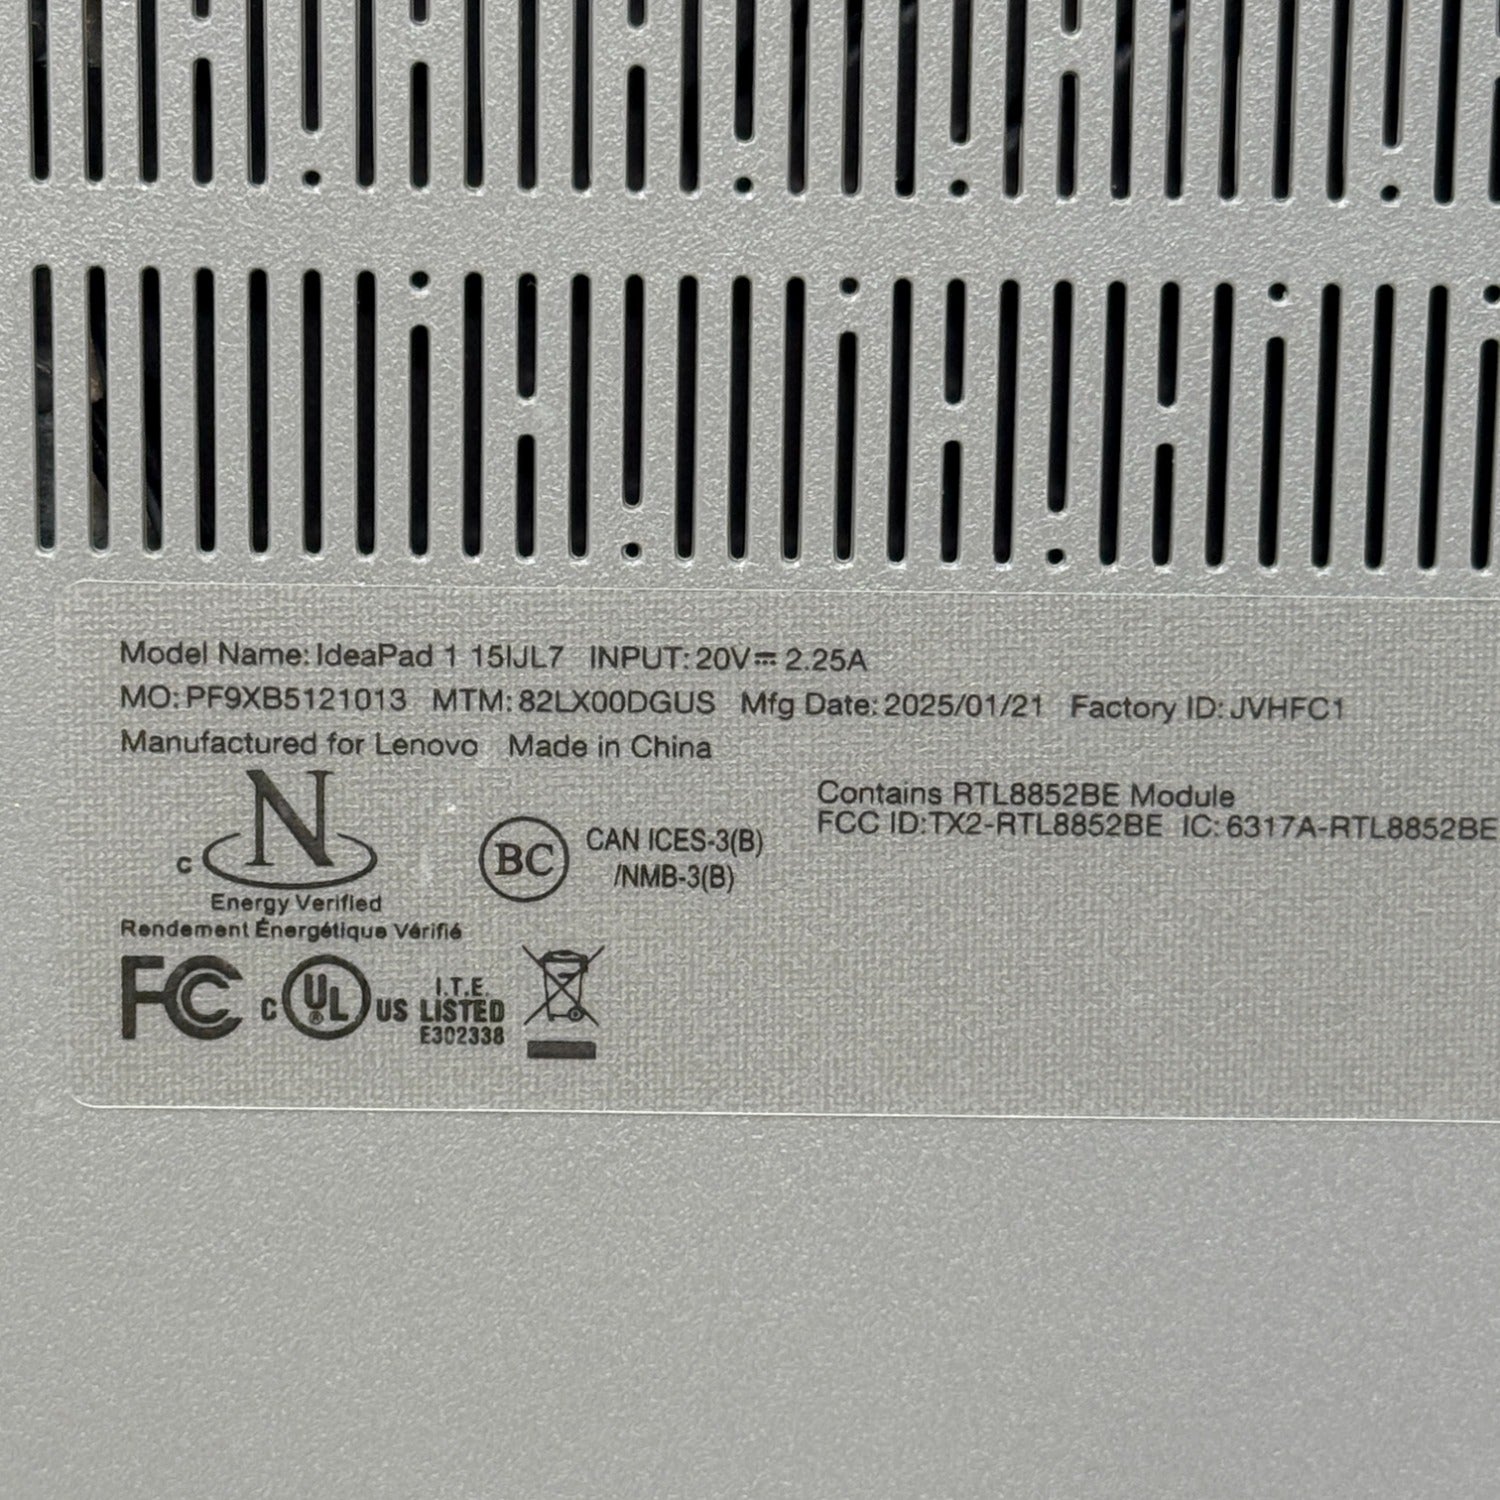 Model Name: IdeaPad 1 15IJL7 INPUT: 20V⎓ 2.25A
MO: PF9XB5121013 MTM: 82LX00DGUS Mfg Date: 2025/01/21 Factory ID: JVHFC1
Manufactured for Lenovo Made in China
Contains RTL8852BE Module
FCC ID:TX2-RTL8852BE IC: 6317A-RTL8852BE
C N
Energy Verified
Rendement Énergétique Vérifié
BC CAN ICES-3(B)
/NMB-3(B)
FC C UL ® US I.T.E.
LISTED
E302338